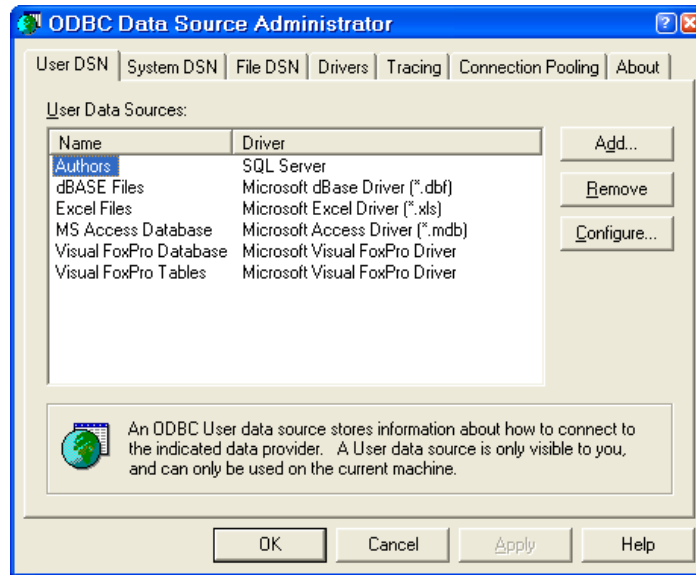 ODBC Data Source Administrator
User DSN System DSN File DSN Drivers Tracing Connection Pooling About
User Data Sources:
Name Driver
Authors SQL Server
dBASE Files Microsoft dBase Driver (*.dbf)
Excel Files Microsoft Excel Driver (*.xls)
MS Access Database Microsoft Access Driver (*.mdb)
Visual FoxPro Database Microsoft Visual FoxPro Driver
Visual FoxPro Tables Microsoft Visual FoxPro Driver
Add...
Remove
Configure...
An ODBC User data source stores information about how to connect to
the indicated data provider. A User data source is only visible to you,
and can only be used on the current machine.
OK Cancel Apply Help